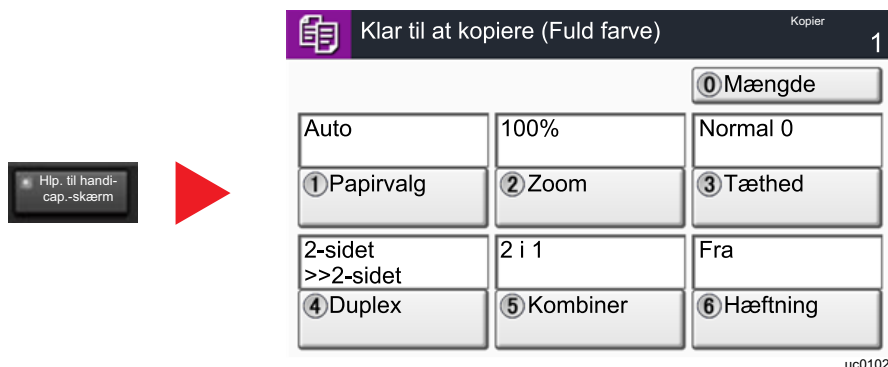 Klar til at kopiere (Fuld farve)
Kopier
1
0 Mængde
Auto
100%
Normal 0
1 Papirvalg
2 Zoom
3 Tæthed
Hlp. til handi-
cap.-skærm
2-sidet
>>2-sidet
2 i 1
Fra
4 Duplex
5 Kombiner
6 Hæftning
uc0102